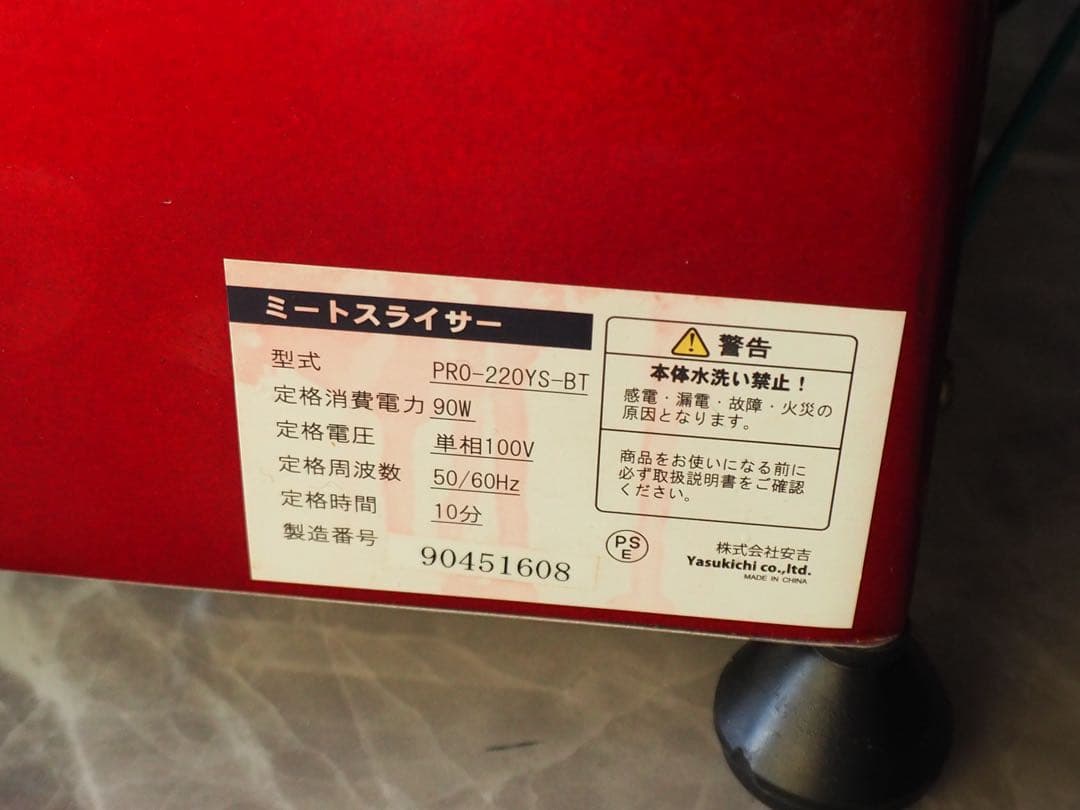 ミートスライサー
型式 PRO-220YS-BT
定格消費電力 90W
定格電圧 単相100V
定格周波数 50/60Hz
定格時間 10分
製造番号 90451608
警告
本体水洗い禁止！
感電・漏電・故障・火災の
原因となります。
商品をお使いになる前に
必ず取扱説明書をご確認
ください。
PS
E
株式会社安吉
Yasukichi co.,ltd.
MADE IN CHINA